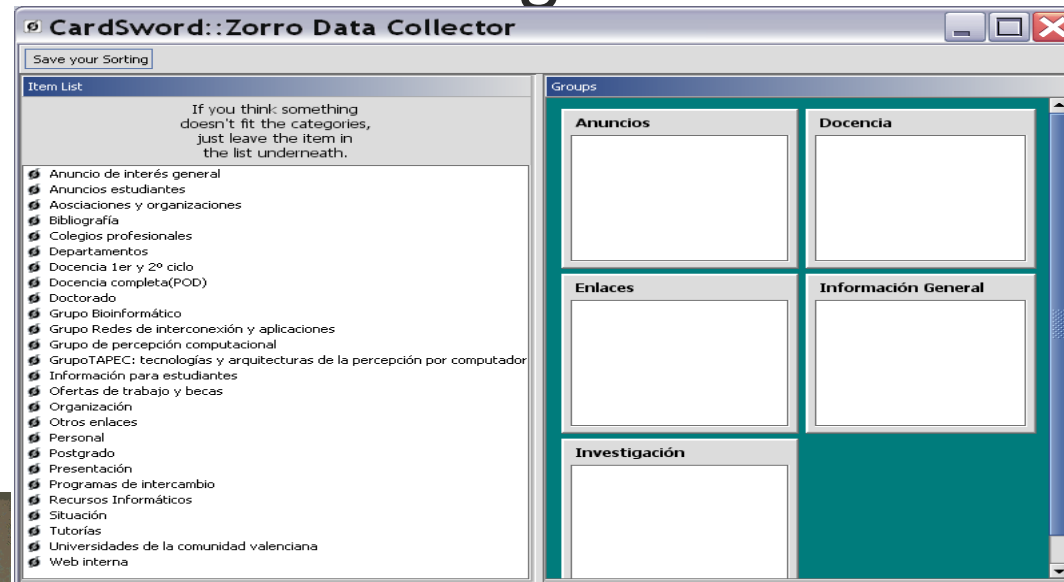 CardSword::Zorro Data Collector
Save your Sorting
Item List
If you think something
doesn't fit the categories,
just leave the item in
the list underneath.
Anuncio de interés general
Anuncios estudiantes
Aosciaciones y organizaciones
Bibliografía
Colegios profesionales
Departamentos
Docencia 1er y 2º ciclo
Docencia completa(POD)
Doctorado
Grupo Bioinformático
Grupo Redes de interconexión y aplicaciones
Grupo de percepción computacional
GrupoTAPEC: tecnologías y arquitecturas de la percepción por computador
Información para estudiantes
Ofertas de trabajo y becas
Organización
Otros enlaces
Personal
Postgrado
Presentación
Programas de intercambio
Recursos Informáticos
Situación
Tutorías
Universidades de la comunidad valenciana
Web interna
Groups
Anuncios
Docencia
Enlaces
Información General
Investigación